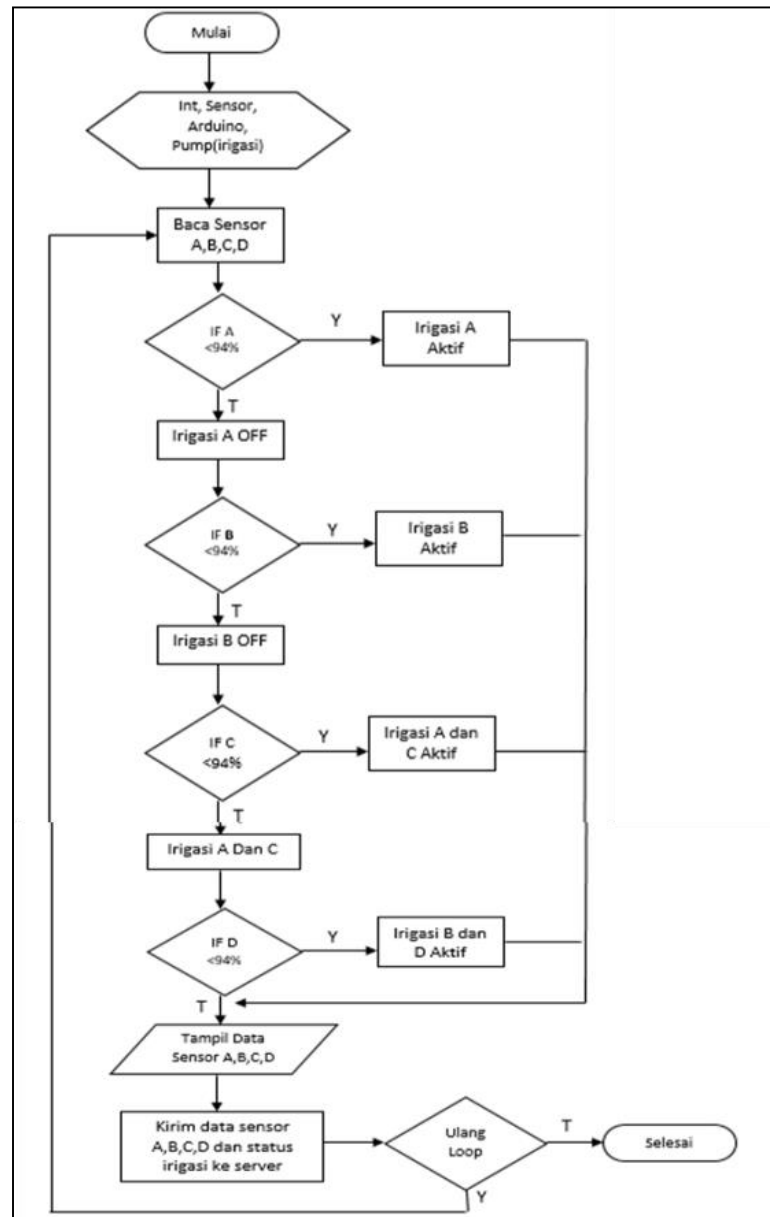 Mulai
Int, Sensor,
Arduino,
Pump(irigasi)
Baca Sensor
A,B,C,D
IF A
<94%
Y
Irigasi A
Aktif
T
Irigasi A OFF
IF B
<94%
Y
Irigasi B
Aktif
T
Irigasi B OFF
IF C
<94%
Y
Irigasi A dan
C Aktif
T
Irigasi A Dan C
IF D
<94%
Y
Irigasi B dan
D Aktif
T
Tampil Data
Sensor A,B,C,D
Kirim data sensor
A,B,C,D dan status
irigasi ke server
Ulang
Loop
T
Selesai
Y